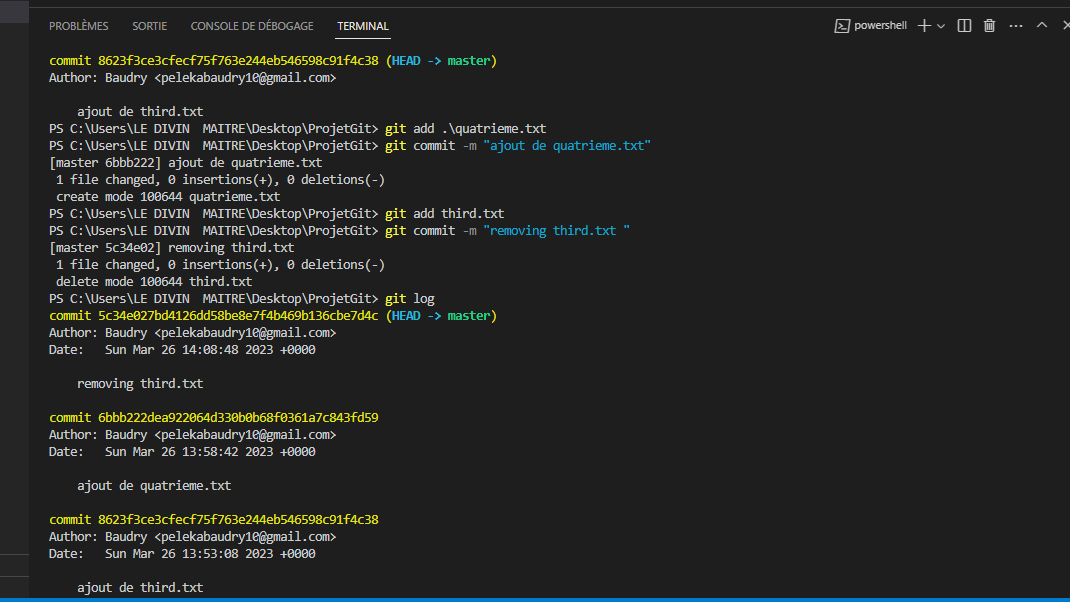 PROBLÈMES SORTIE CONSOLE DE DÉBOGAGE TERMINAL powershell
commit 8623f3ce3cfecf75f763e244eb546598c91f4c38 (HEAD -> master)
Author: Baudry <pelekabaudry10@gmail.com>
ajout de third.txt
PS C:\Users\LE DIVIN  MAITRE\Desktop\ProjetGit> git add .\quatrieme.txt
PS C:\Users\LE DIVIN  MAITRE\Desktop\ProjetGit> git commit -m "ajout de quatrieme.txt"
[master 6bbb222] ajout de quatrieme.txt
1 file changed, 0 insertions(+), 0 deletions(-)
create mode 100644 quatrieme.txt
PS C:\Users\LE DIVIN  MAITRE\Desktop\ProjetGit> git add third.txt
PS C:\Users\LE DIVIN  MAITRE\Desktop\ProjetGit> git commit -m "removing third.txt "
[master 5c34e02] removing third.txt
1 file changed, 0 insertions(+), 0 deletions(-)
delete mode 100644 third.txt
PS C:\Users\LE DIVIN  MAITRE\Desktop\ProjetGit> git log
commit 5c34e027bd4126dd58be8e7f4b469b136cbe7d4c (HEAD -> master)
Author: Baudry <pelekabaudry10@gmail.com>
Date:   Sun Mar 26 14:08:48 2023 +0000
removing third.txt
commit 6bbb222dea922064d330b0b68f0361a7c843fd59
Author: Baudry <pelekabaudry10@gmail.com>
Date:   Sun Mar 26 13:58:42 2023 +0000
ajout de quatrieme.txt
commit 8623f3ce3cfecf75f763e244eb546598c91f4c38
Author: Baudry <pelekabaudry10@gmail.com>
Date:   Sun Mar 26 13:53:08 2023 +0000
ajout de third.txt